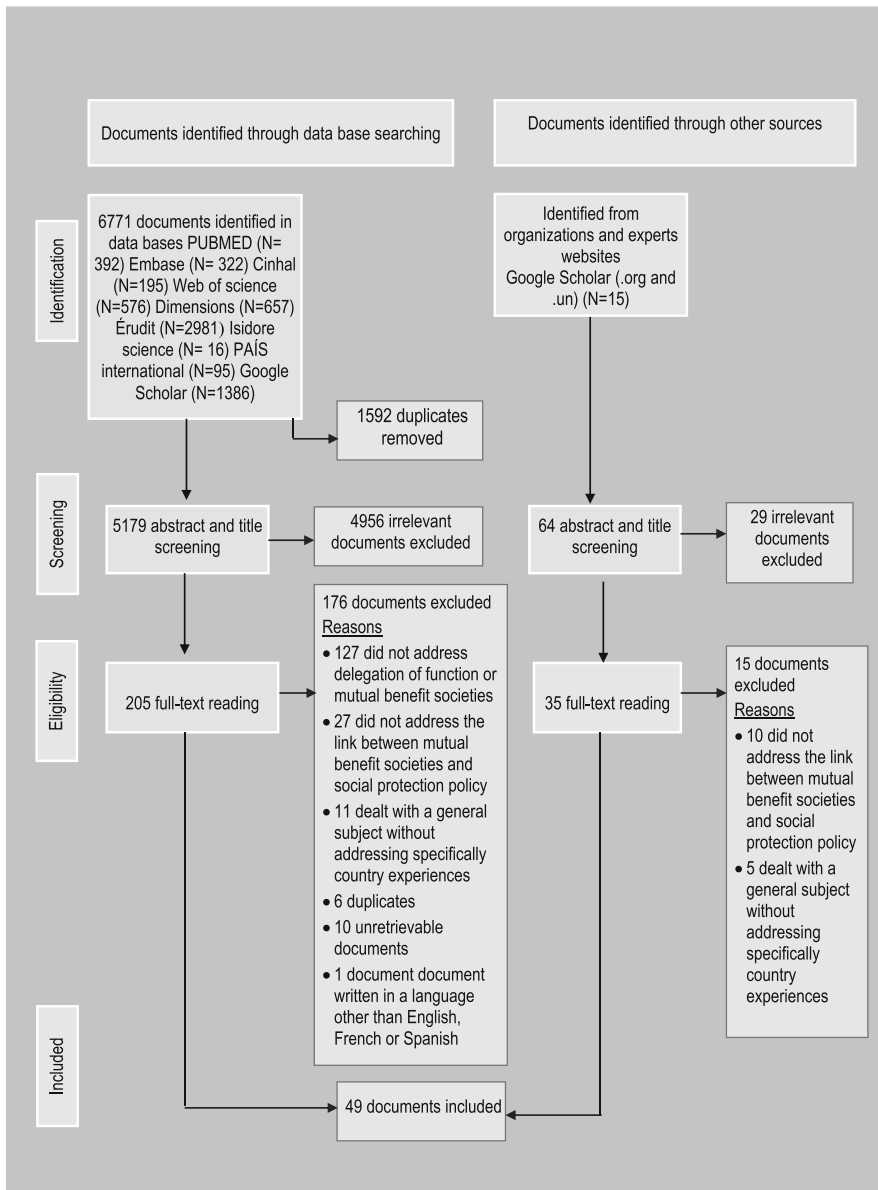 Documents identified through data base searching
Documents identified through other sources
Identification
6771 documents identified in
data bases PUBMED (N=
392) Embase (N= 322) Cinhal
(N=195) Web of science
(N=576) Dimensions (N=657)
Érudit (N=2981) Isidore
science (N= 16) PAÍS
international (N=95) Google
Scholar (N=1386)
Identified from
organizations and experts
websites
Google Scholar (.org and
.un) (N=15)
1592 duplicates
removed
Screening
5179 abstract and title
screening
4956 irrelevant
documents excluded
64 abstract and title
screening
29 irrelevant
documents
excluded
Eligibility
205 full-text reading
176 documents excluded
Reasons
• 127 did not address
delegation of function or
mutual benefit societies
• 27 did not address the
link between mutual
benefit societies and
social protection policy
• 11 dealt with a general
subject without
addressing specifically
country experiences
• 6 duplicates
• 10 unretrievable
documents
• 1 document document
written in a language
other than English,
French or Spanish
35 full-text reading
15 documents
excluded
Reasons
• 10 did not
address the link
between mutual
benefit societies
and social
protection policy
• 5 dealt with a
general subject
without
addressing
specifically
country
experiences
Included
49 documents included